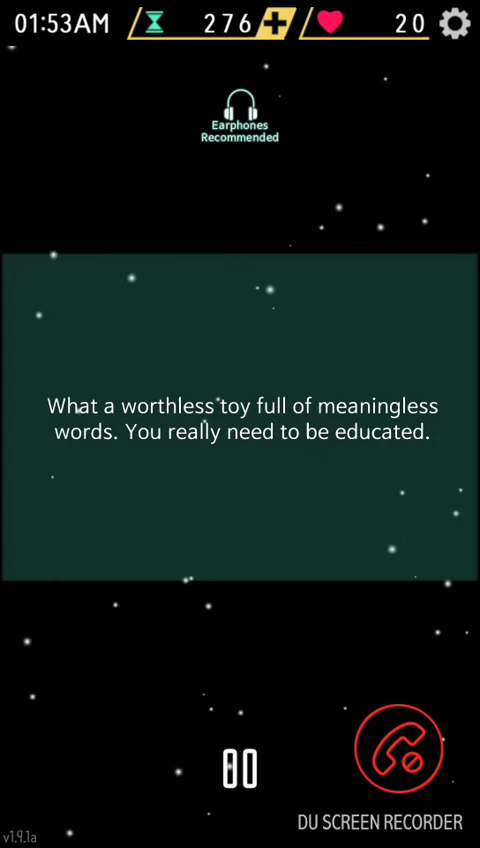 01:53AM 276 20
Earphones
Recommended
What a worthless toy full of meaningless
words. You really need to be educated.
DU SCREEN RECORDER
v1.9.1a